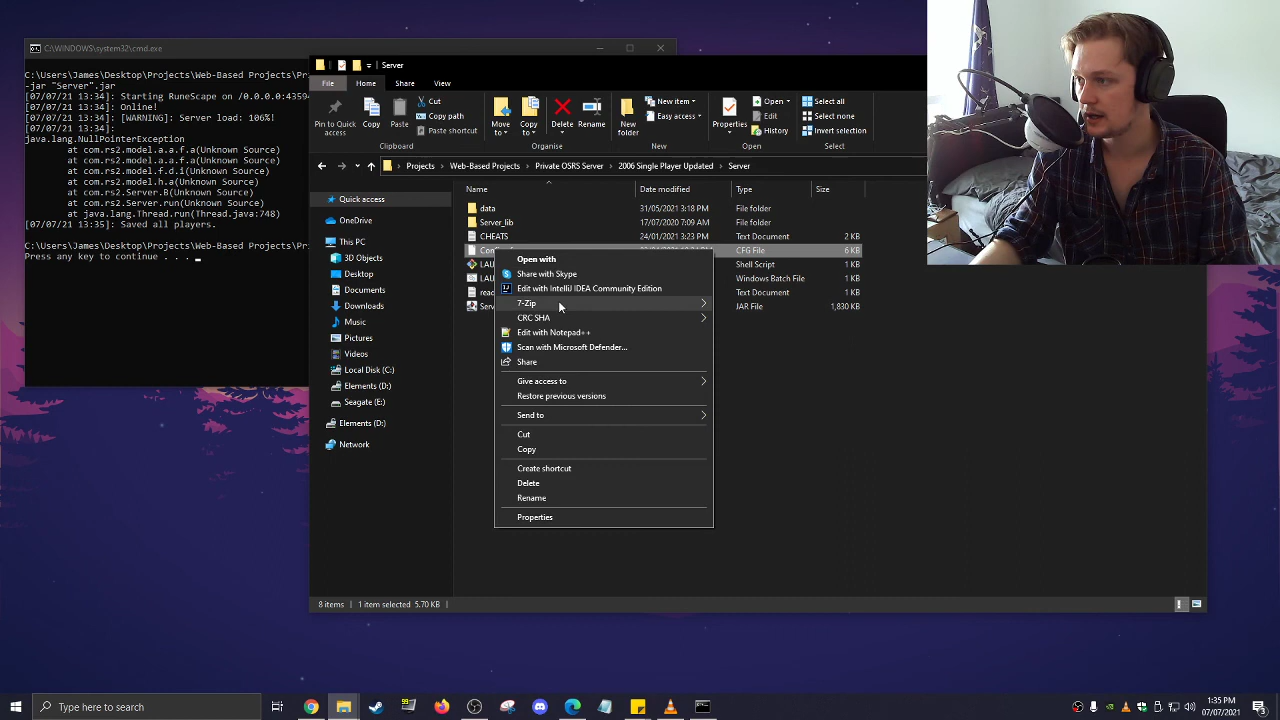 C:\WINDOWS\system32\cmd.exe
C:\Users\James\Desktop\Projects\Web-Based Projects\Pr
-jar "Server".jar
[07/07/21 13:34]: Starting RuneScape on /0.0.0.0:43594
[07/07/21 13:34]: Online!
[07/07/21 13:34]: [WARNING]: Server load: 106%!
[07/07/21 13:34]:
java.lang.NullPointerException
at com.rs2.model.a.a.f.a(Unknown Source)
at com.rs2.model.a.a.a(Unknown Source)
at com.rs2.model.f.d.i(Unknown Source)
at com.rs2.model.h.a(Unknown Source)
at com.rs2.Server.B(Unknown Source)
at com.rs2.Server.run(Unknown Source)
at java.lang.Thread.run(Thread.java:748)
[07/07/21 13:35]: Saved all players.
C:\Users\James\Desktop\Projects\Web-Based Projects\Pr
Press any key to continue . . .
Server
File Home Share View
Pin to Quick access
Copy
Paste
Cut
Copy path
Paste shortcut
Clipboard
Move to
Copy to
Delete
Rename
Organise
New folder
New item
Easy access
New
Properties
Open
Edit
History
Open
Select all
Select none
Invert selection
Select
Projects Web-Based Projects Private OSRS Server 2006 Single Player Updated Server
Name Date modified Type Size
data 31/05/2021 3:18 PM File folder
Server_lib 17/07/2020 7:09 AM File folder
CHEATS 24/01/2021 3:23 PM Text Document 2 KB
CFG File 6 KB
Shell Script 1 KB
Windows Batch File 1 KB
Text Document 1 KB
JAR File 1,830 KB
Quick access
OneDrive
This PC
3D Objects
Desktop
Documents
Downloads
Music
Pictures
Videos
Local Disk (C:)
Elements (D:)
Seagate (E:)
Elements (D:)
Network
Open with
Share with Skype
Edit with IntelliJ IDEA Community Edition
7-Zip
CRC SHA
Edit with Notepad++
Scan with Microsoft Defender...
Share
Give access to
Restore previous versions
Send to
Cut
Copy
Create shortcut
Delete
Rename
Properties
8 items 1 item selected 5.70 KB
Type here to search
1:35 PM
07/07/2021